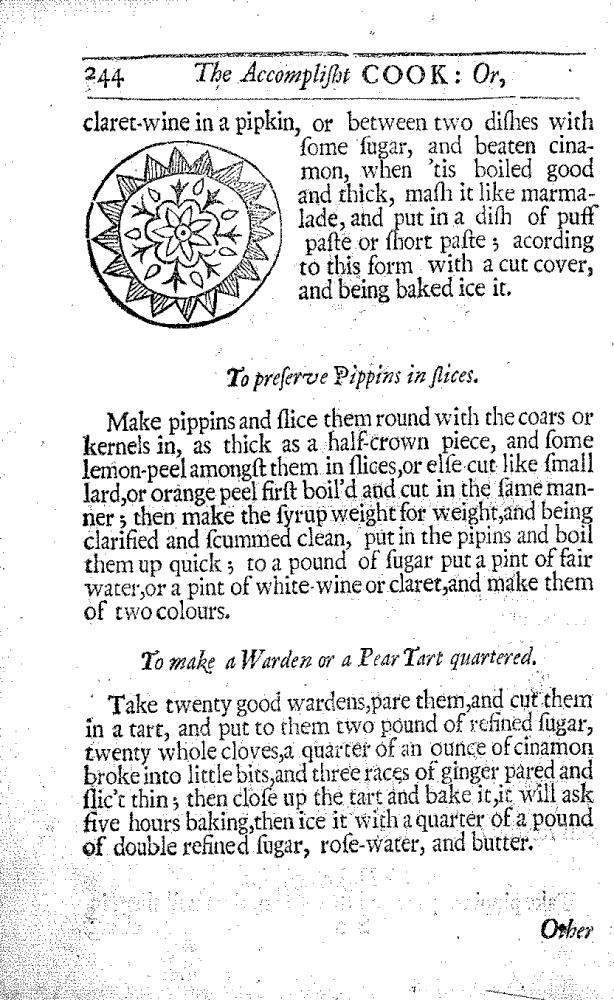 244 The Accompliſht COOK: Or,
claret-wine in a pipkin, or between two diſhes with
ſome ſugar, and beaten cina-
mon, when 'tis boiled good
and thick, maſh it like marma-
lade, and put in a diſh of puff
paſte or ſhort paſte; acording
to this form with a cut cover,
and being baked ice it.
To preſerve Pippins in ſlices.
Make pippins and ſlice them round with the coars or
kernels in, as thick as a half-crown piece, and ſome
lemon-peel amongſt them in ſlices, or elſe cut like ſmall
lard, or orange peel firſt boil'd and cut in the ſame man-
ner; then make the ſyrup weight for weight, and being
clarified and ſcummed clean, put in the pipins and boil
them up quick; to a pound of ſugar put a pint of fair
water, or a pint of white-wine or claret, and make them
of two colours.
To make a Warden or a Pear Tart quartered.
Take twenty good wardens, pare them, and cut them
in a tart, and put to them two pound of refined ſugar,
twenty whole cloves, a quarter of an ounce of cinamon
broke into little bits, and three races of ginger pared and
ſlic't thin; then cloſe up the tart and bake it, it will ask
five hours baking, then ice it with a quarter of a pound
of double refined ſugar, roſe-water, and butter.
Other